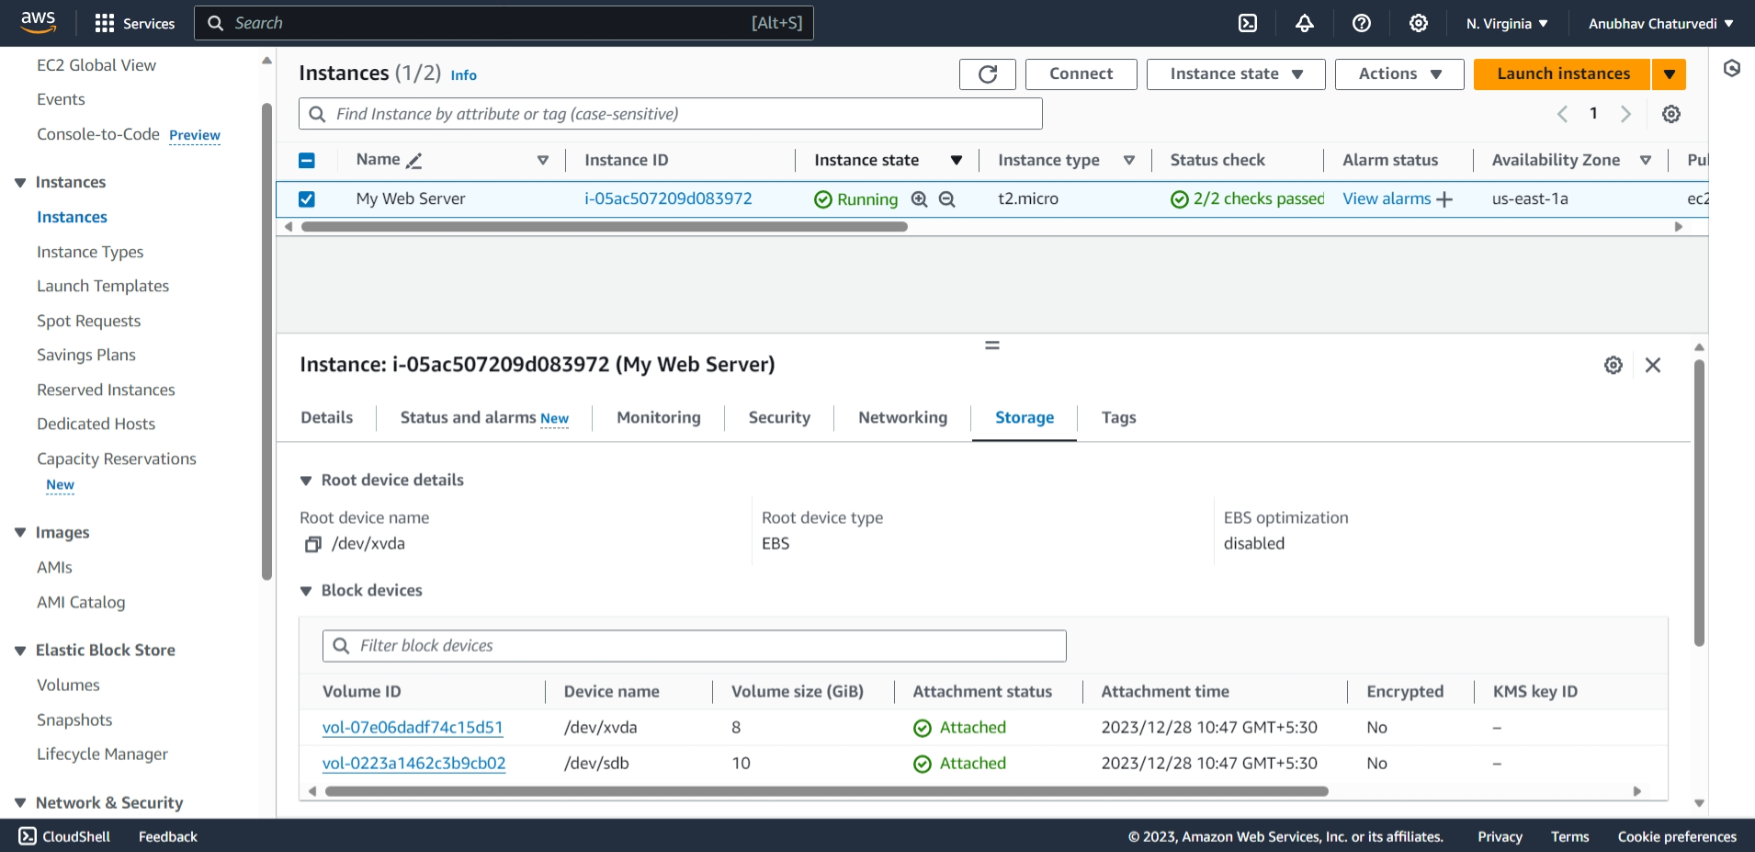 aws
Services
Search
[Alt+S]
N. Virginia
Anubhav Chaturvedi
EC2 Global View
Events
Console-to-Code Preview
Instances
Instances
Instance Types
Launch Templates
Spot Requests
Savings Plans
Reserved Instances
Dedicated Hosts
Capacity Reservations
New
Images
AMIs
AMI Catalog
Elastic Block Store
Volumes
Snapshots
Lifecycle Manager
Network & Security
Instances (1/2) Info
Connect
Instance state
Actions
Launch instances
Find Instance by attribute or tag (case-sensitive)
1
Name Instance ID Instance state Instance type Status check Alarm status Availability Zone Pu
My Web Server i-05ac507209d083972 Running t2.micro 2/2 checks passed View alarms + us-east-1a ec2
Instance: i-05ac507209d083972 (My Web Server)
Details Status and alarms New Monitoring Security Networking Storage Tags
Root device details
Root device name Root device type EBS optimization
/dev/xvda EBS disabled
Block devices
Filter block devices
Volume ID Device name Volume size (GiB) Attachment status Attachment time Encrypted KMS key ID
vol-07e06dadf74c15d51 /dev/xvda 8 Attached 2023/12/28 10:47 GMT+5:30 No –
vol-0223a1462c3b9cb02 /dev/sdb 10 Attached 2023/12/28 10:47 GMT+5:30 No –
CloudShell Feedback © 2023, Amazon Web Services, Inc. or its affiliates. Privacy Terms Cookie preferences